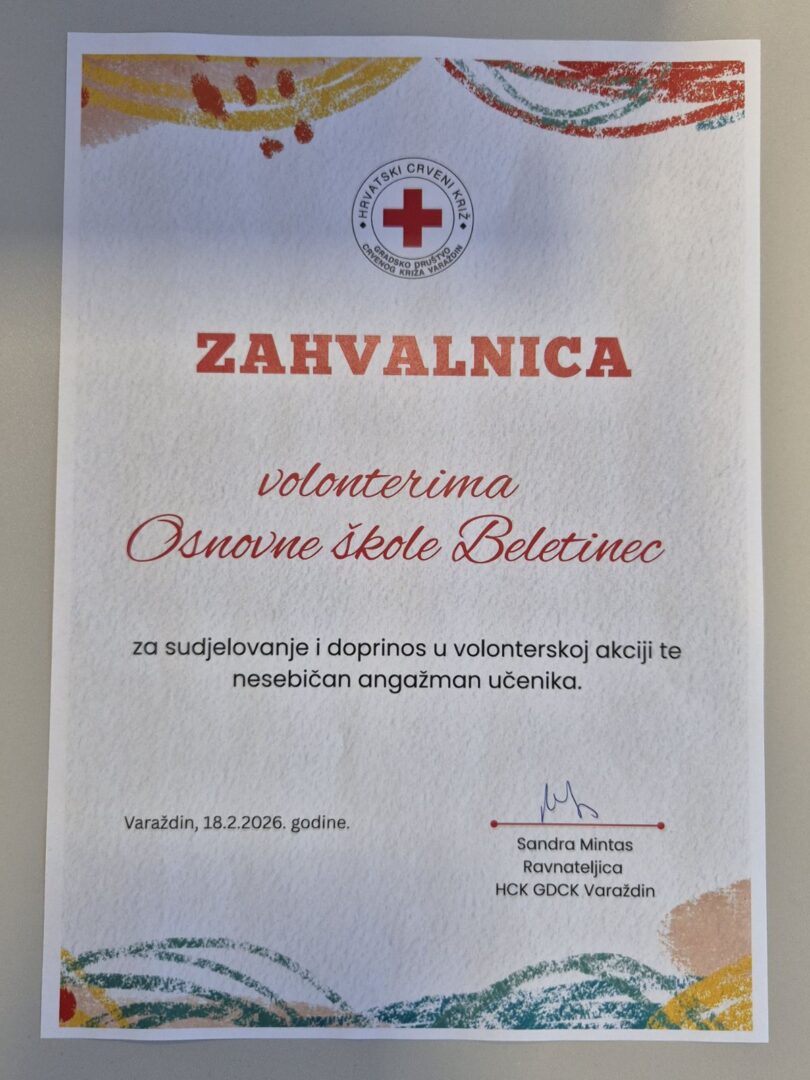 HRVATSKI CRVENI KRIŽ
GRADSKO DRUŠTVO
CRVENOG KRIŽA VARAŽDIN
ZAHVALNICA
volonterima
Osnovne škole Beletinec
za sudjelovanje i doprinos u volonterskoj akciji te
nesebičan angažman učenika.
Varaždin, 18.2.2026. godine.
Sandra Mintas
Ravnateljica
HCK GDCK Varaždin